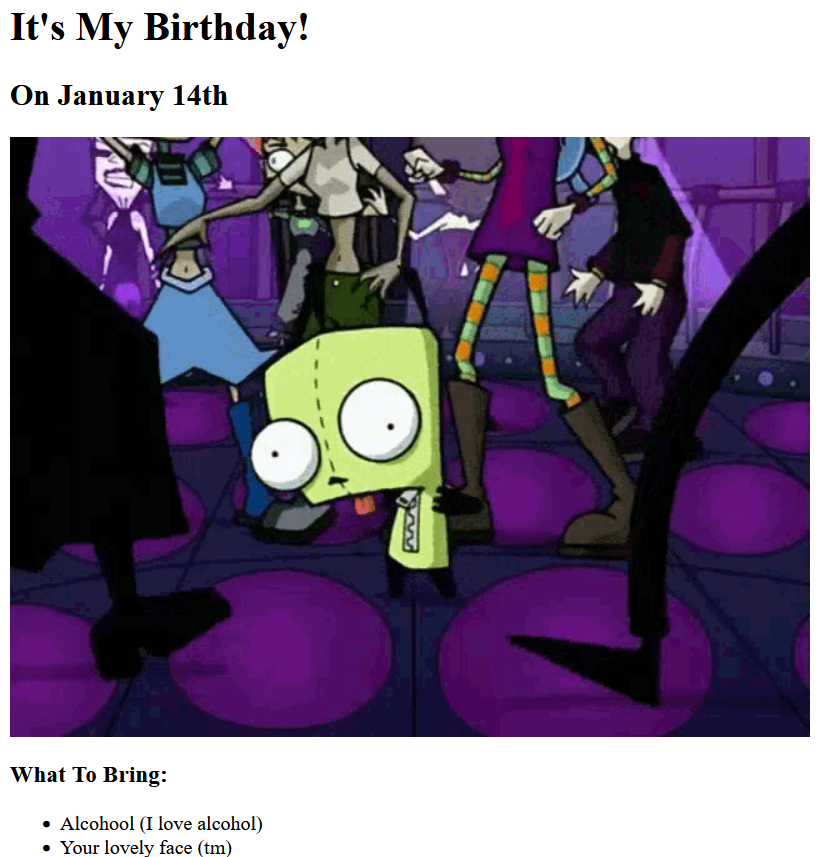 It's My Birthday!
On January 14th
What To Bring:
Alcohool (I love alcohol)
Your lovely face (tm)